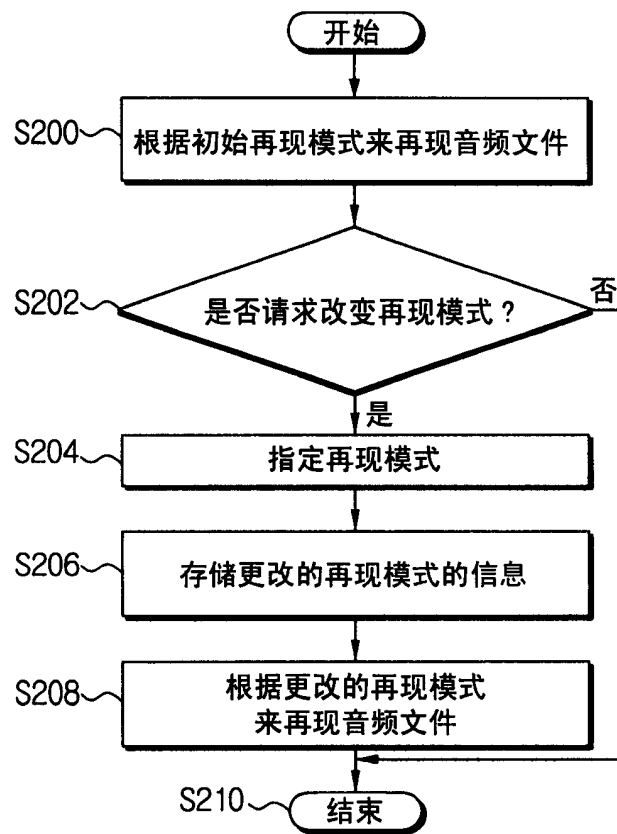 开始
S200
根据初始再现模式来再现音频文件
S202
是否请求改变再现模式？
否
是
S204
指定再现模式
S206
存储更改的再现模式的信息
S208
根据更改的再现模式
来再现音频文件
S210
结束